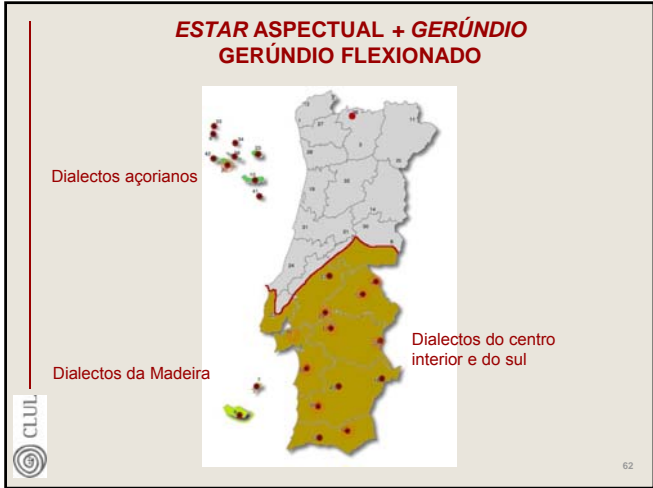 ESTAR ASPECTUAL + GERÚNDIO
GERÚNDIO FLEXIONADO
Dialectos açorianos
Dialectos do centro
interior e do sul
Dialectos da Madeira
CLUL
62